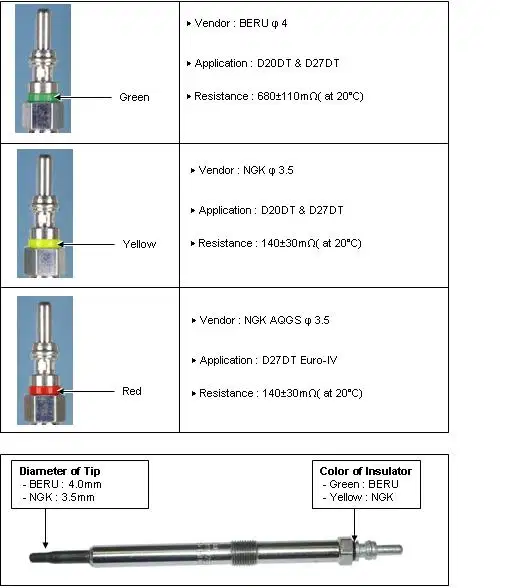 ▸ Vendor : BERU φ 4
▸ Application : D20DT & D27DT
Green
▸ Resistance : 680±110mΩ( at 20℃)
▸ Vendor : NGK φ 3.5
▸ Application : D20DT & D27DT
Yellow
▸ Resistance : 140±30mΩ( at 20℃)
▸ Vendor : NGK AQGS φ 3.5
▸ Application : D27DT Euro-IV
Red
▸ Resistance : 140±30mΩ( at 20℃)
Diameter of Tip
- BERU : 4.0mm
- NGK : 3.5mm
Color of Insulator
- Green : BERU
- Yellow : NGK